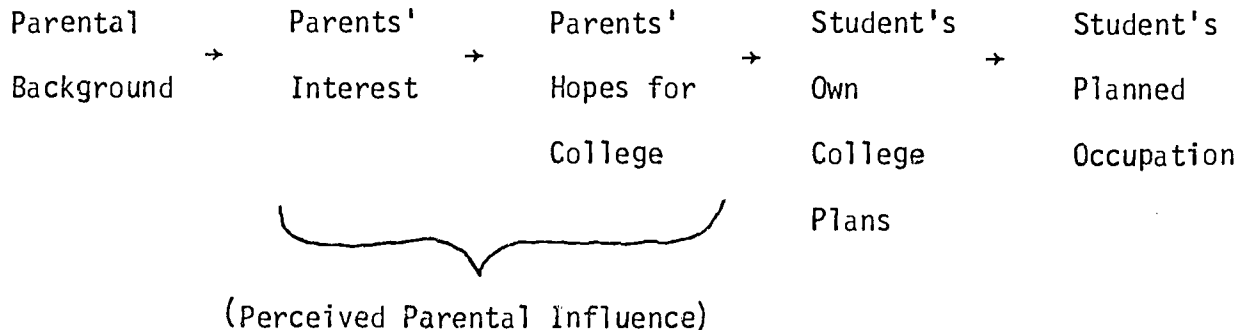 Parental → Parents' → Parents' → Student's → Student's
Background Interest Hopes for Own Planned
College College Occupation
Plans
(Perceived Parental Influence)